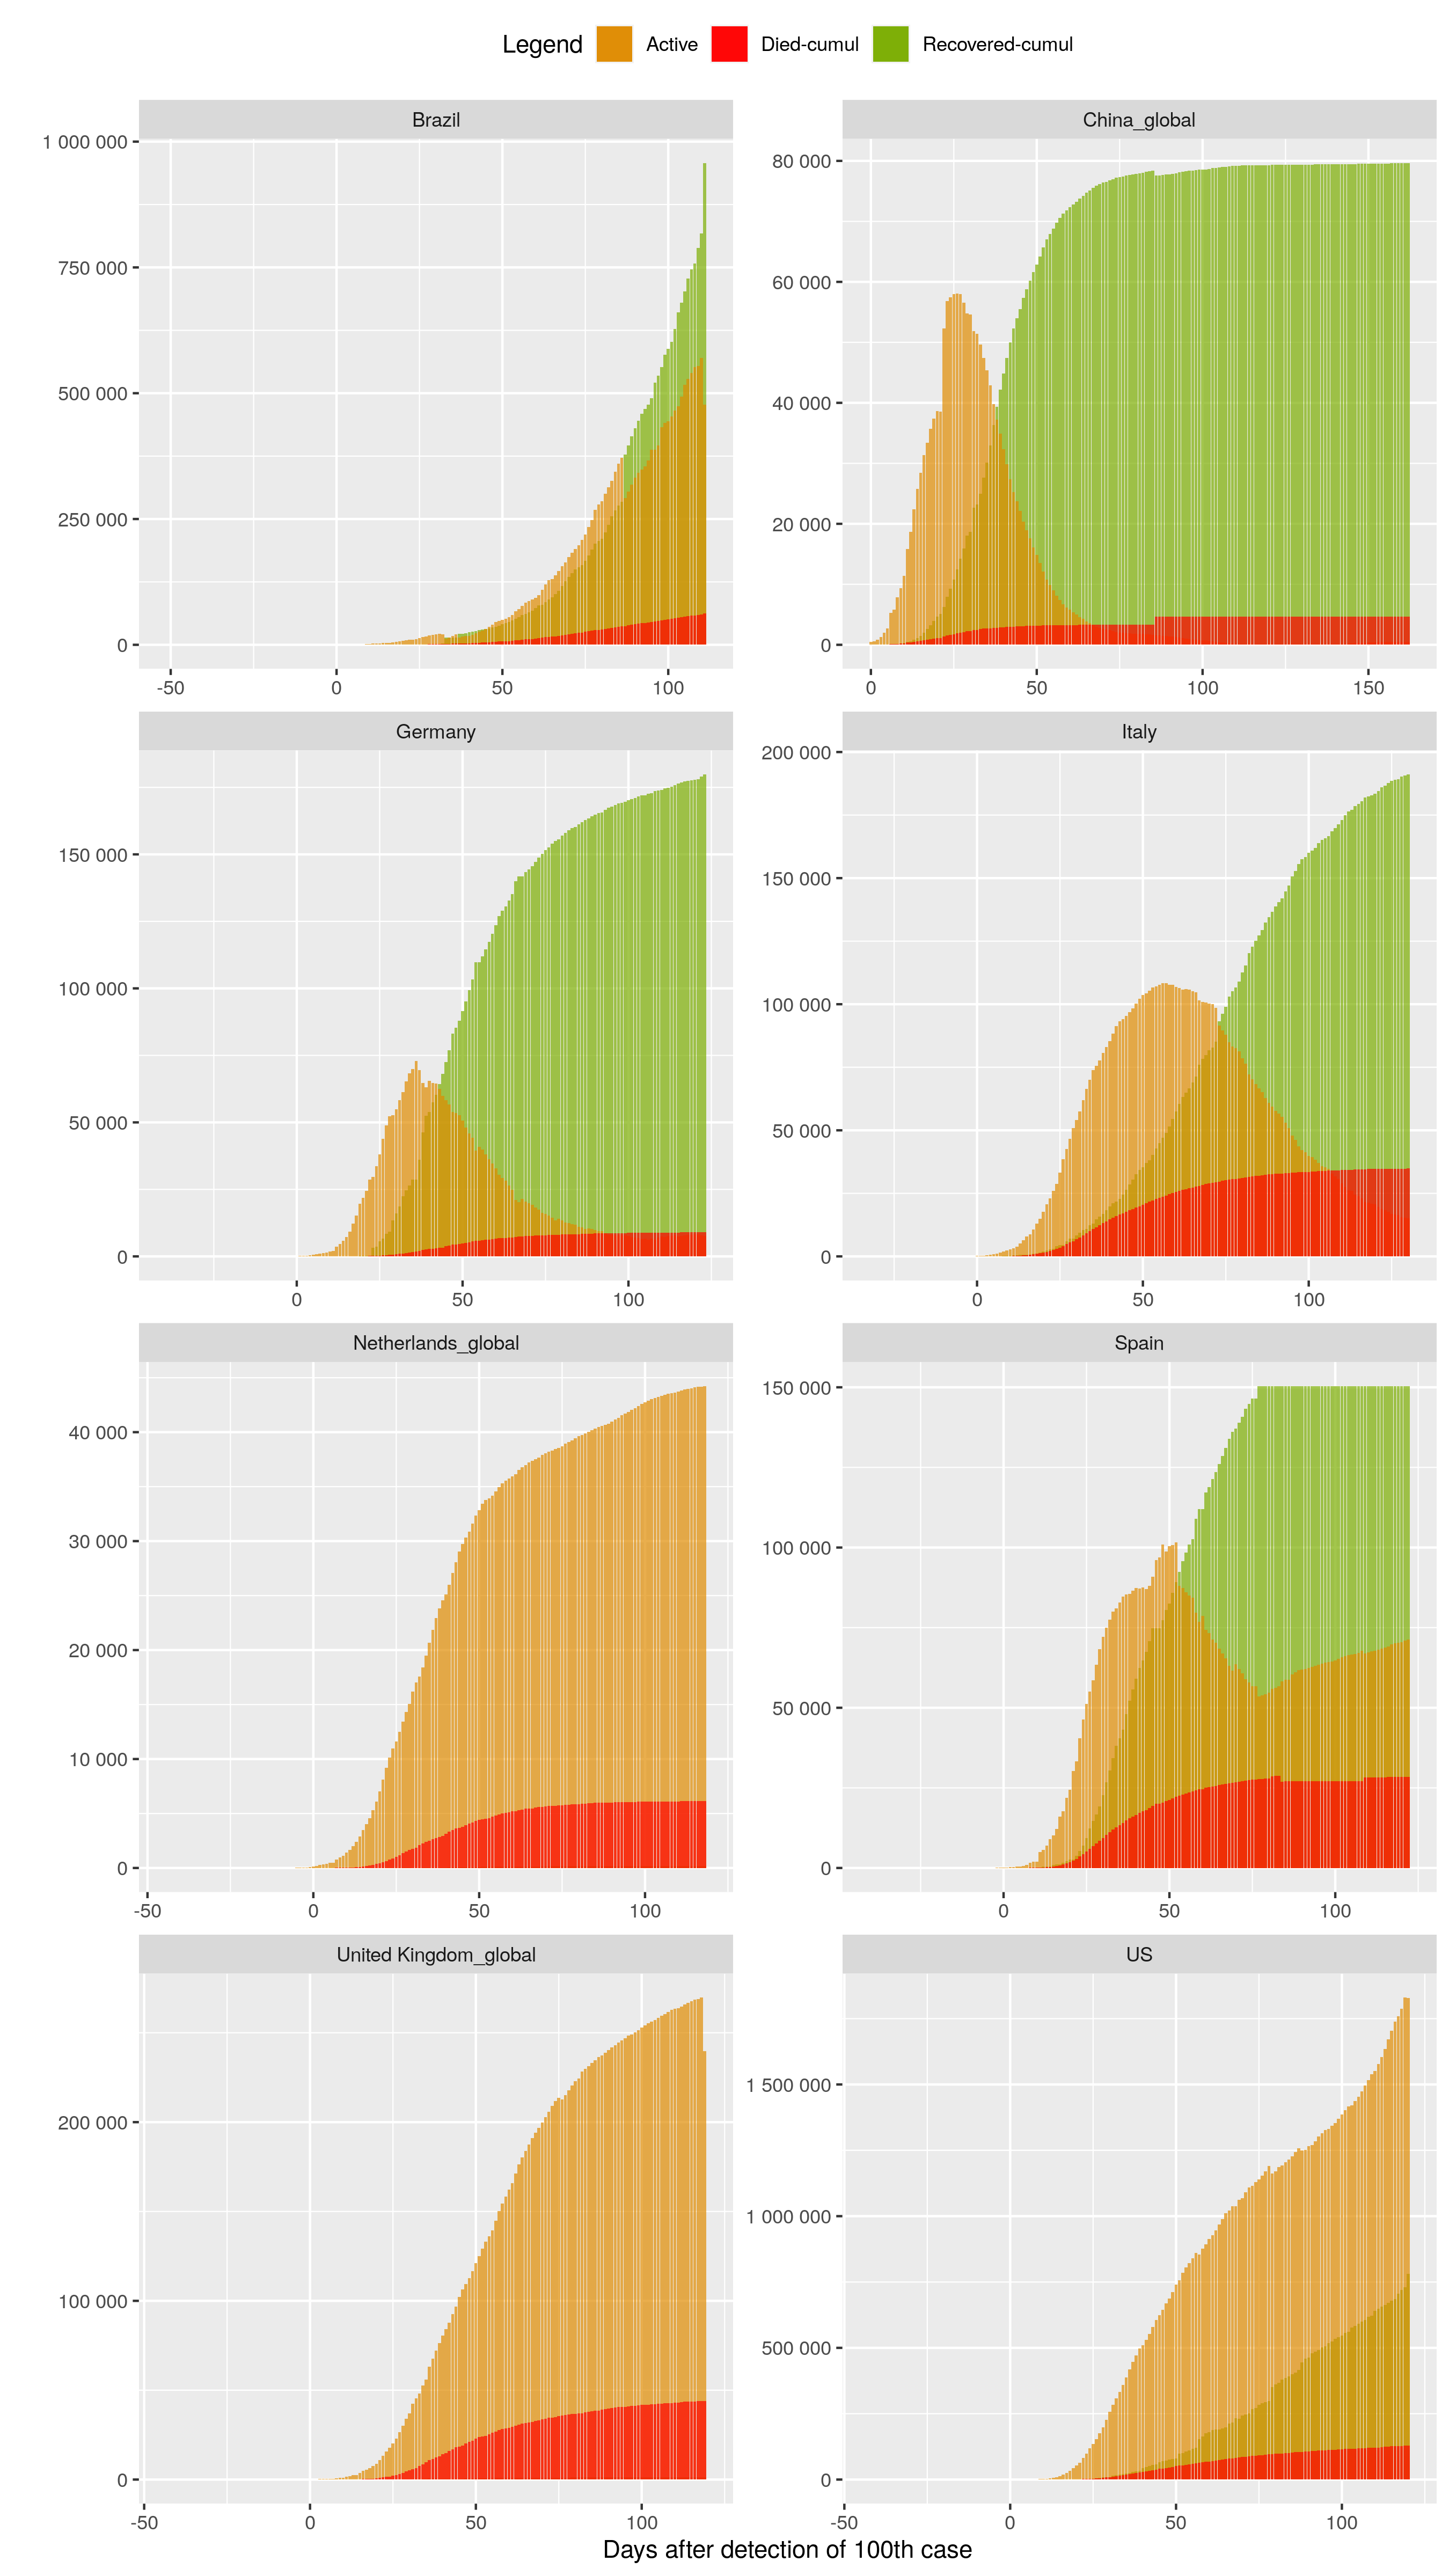 Legend Active Died-cumul Recovered-cumul
Brazil
1 000 000
750 000
500 000
250 000
0
-50 0 50 100
China_global
80 000
60 000
40 000
20 000
0
0 50 100 150
Germany
150 000
100 000
50 000
0
0 50 100
Italy
200 000
150 000
100 000
50 000
0
0 50 100
Netherlands_global
40 000
30 000
20 000
10 000
0
-50 0 50 100
Spain
150 000
100 000
50 000
0
0 50 100
United Kingdom_global
200 000
100 000
0
-50 0 50 100
US
1 500 000
1 000 000
500 000
0
-50 0 50 100
Days after detection of 100th case